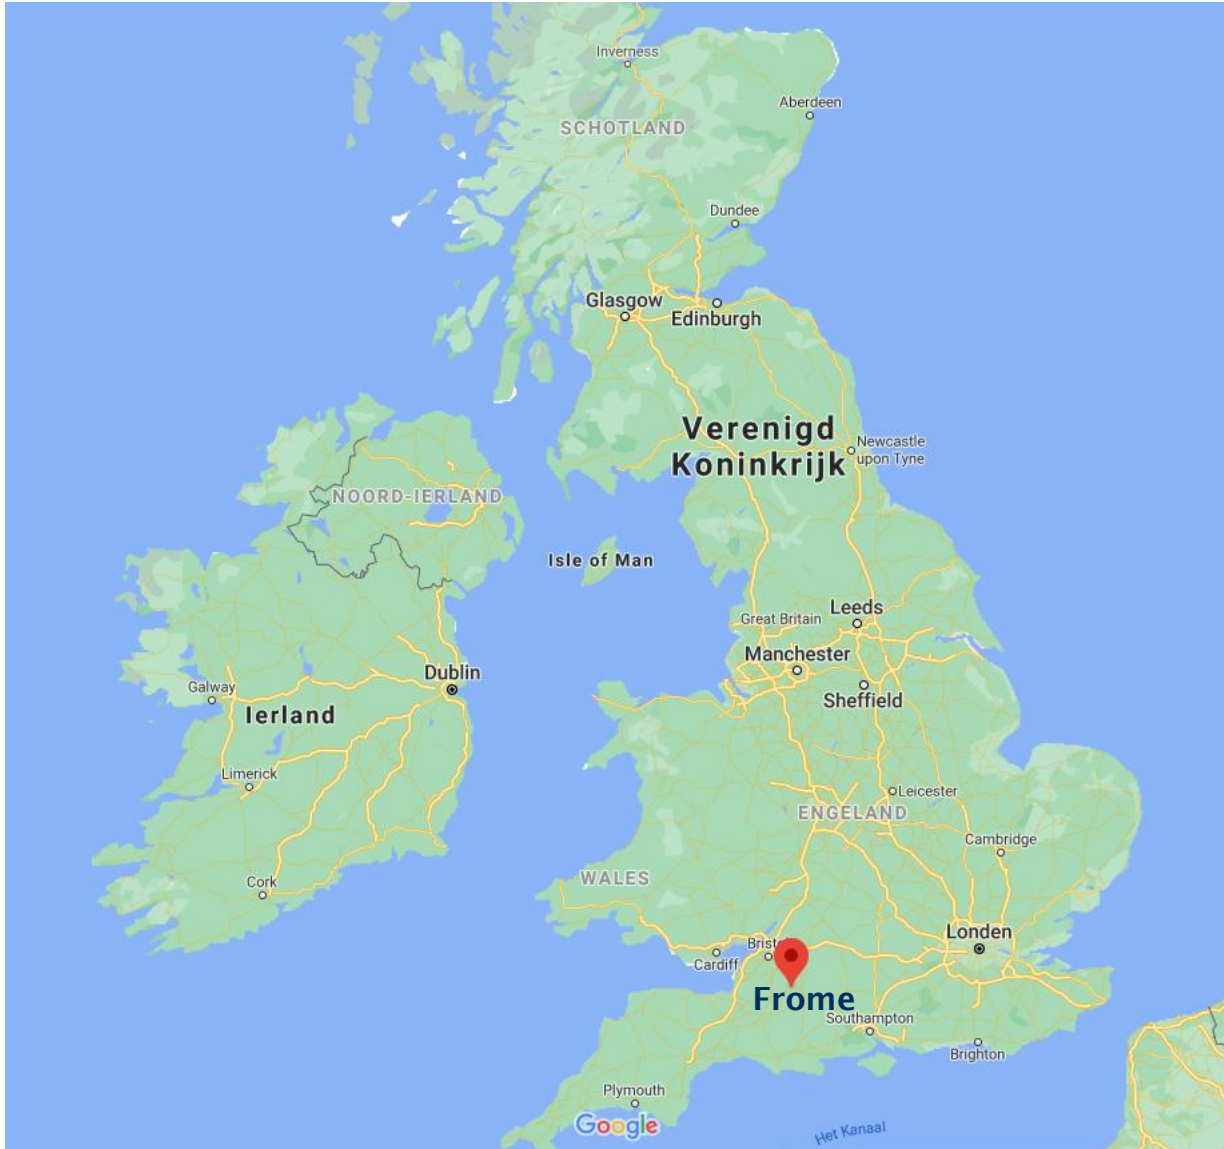 Inverness
Aberdeen
SCHOTLAND
Dundee
Glasgow
Edinburgh
Verenigd
Koninkrijk
Newcastle
upon Tyne
NOORD-IERLAND
Isle of Man
Great Britain
Leeds
Manchester
Dublin
Galway
Sheffield
Ierland
Limerick
Leicester
ENGELAND
Cambridge
WALES
Cork
Londen
Cardiff
Frome
Southampton
Brighton
Plymouth
Google
Het Kanaal